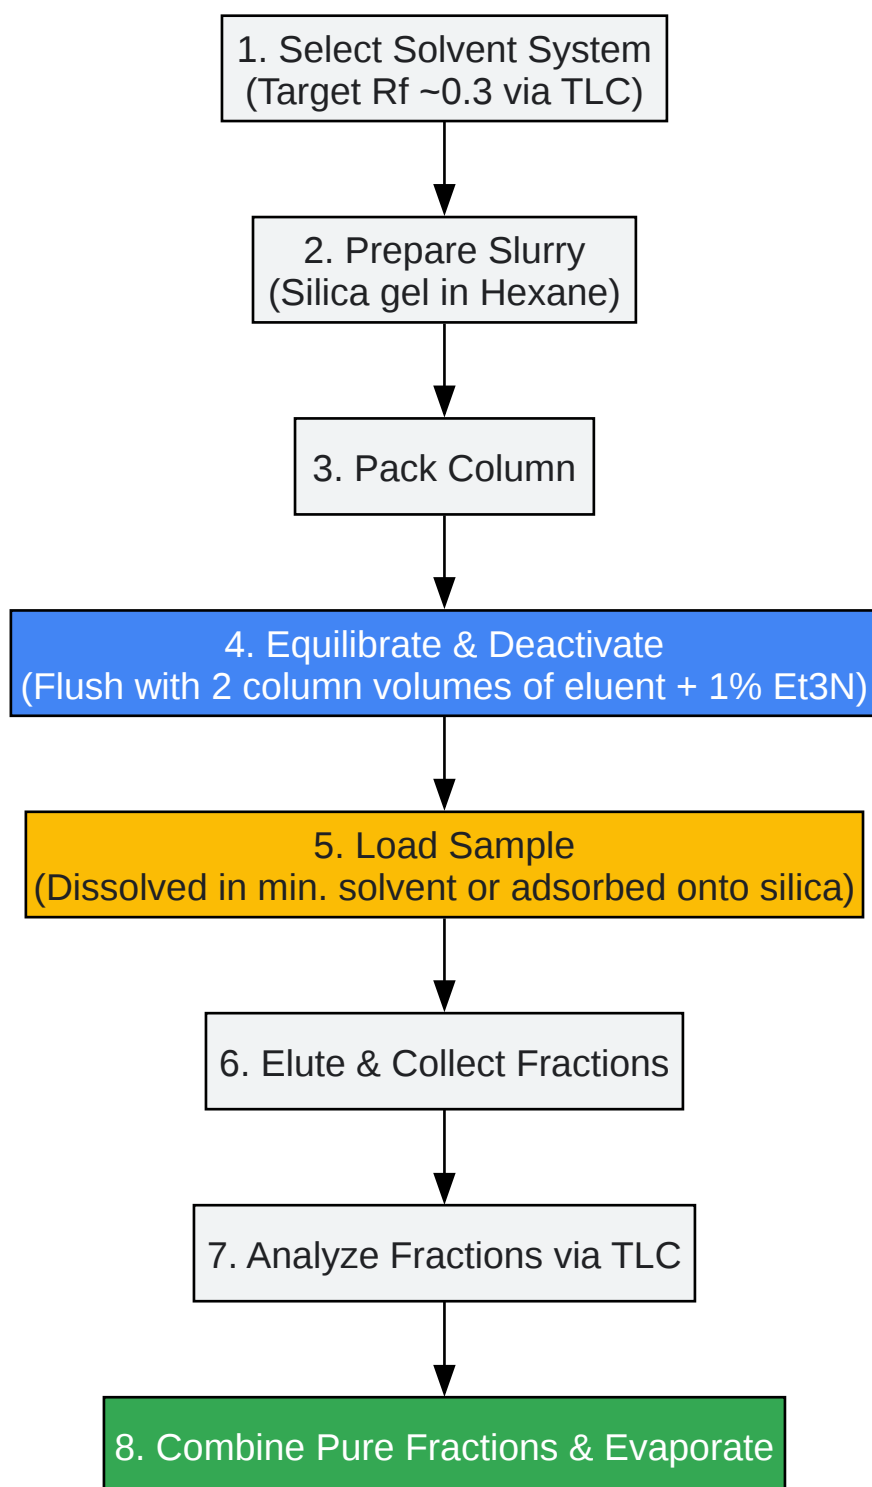 1. Select Solvent System
(Target Rf ~0.3 via TLC)
2. Prepare Slurry
(Silica gel in Hexane)
3. Pack Column
4. Equilibrate & Deactivate
(Flush with 2 column volumes of eluent + 1% Et3N)
5. Load Sample
(Dissolved in min. solvent or adsorbed onto silica)
6. Elute & Collect Fractions
7. Analyze Fractions via TLC
8. Combine Pure Fractions & Evaporate